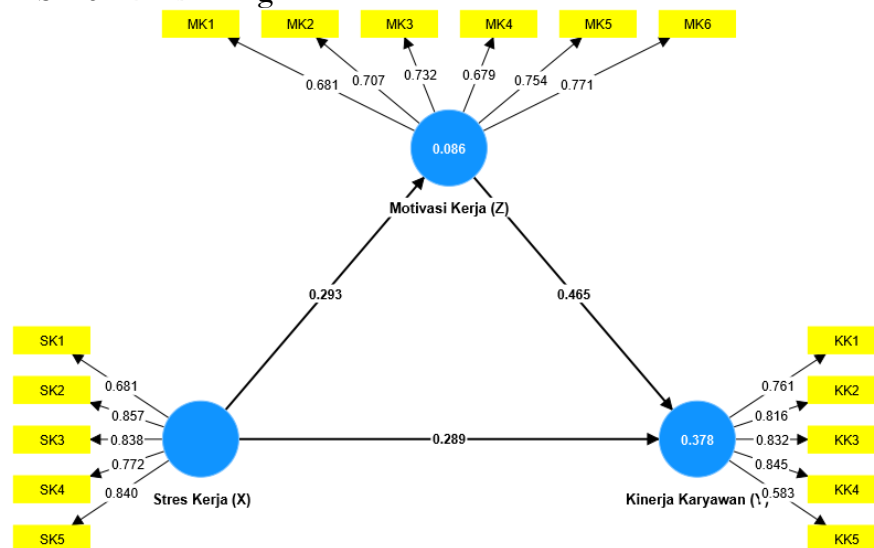 MK1 MK2 MK3 MK4 MK5 MK6
0.681 0.707 0.732 0.679 0.754 0.771
0.086
Motivasi Kerja (Z)
0.293 0.465
SK1 KK1
0.681 0.761
SK2 KK2
0.857 0.816
SK3 0.838 0.289 0.378 0.832 KK3
0.772 0.845
SK4 KK4
0.840 0.583
Stres Kerja (X) Kinerja Karyawan (Y)
SK5 KK5